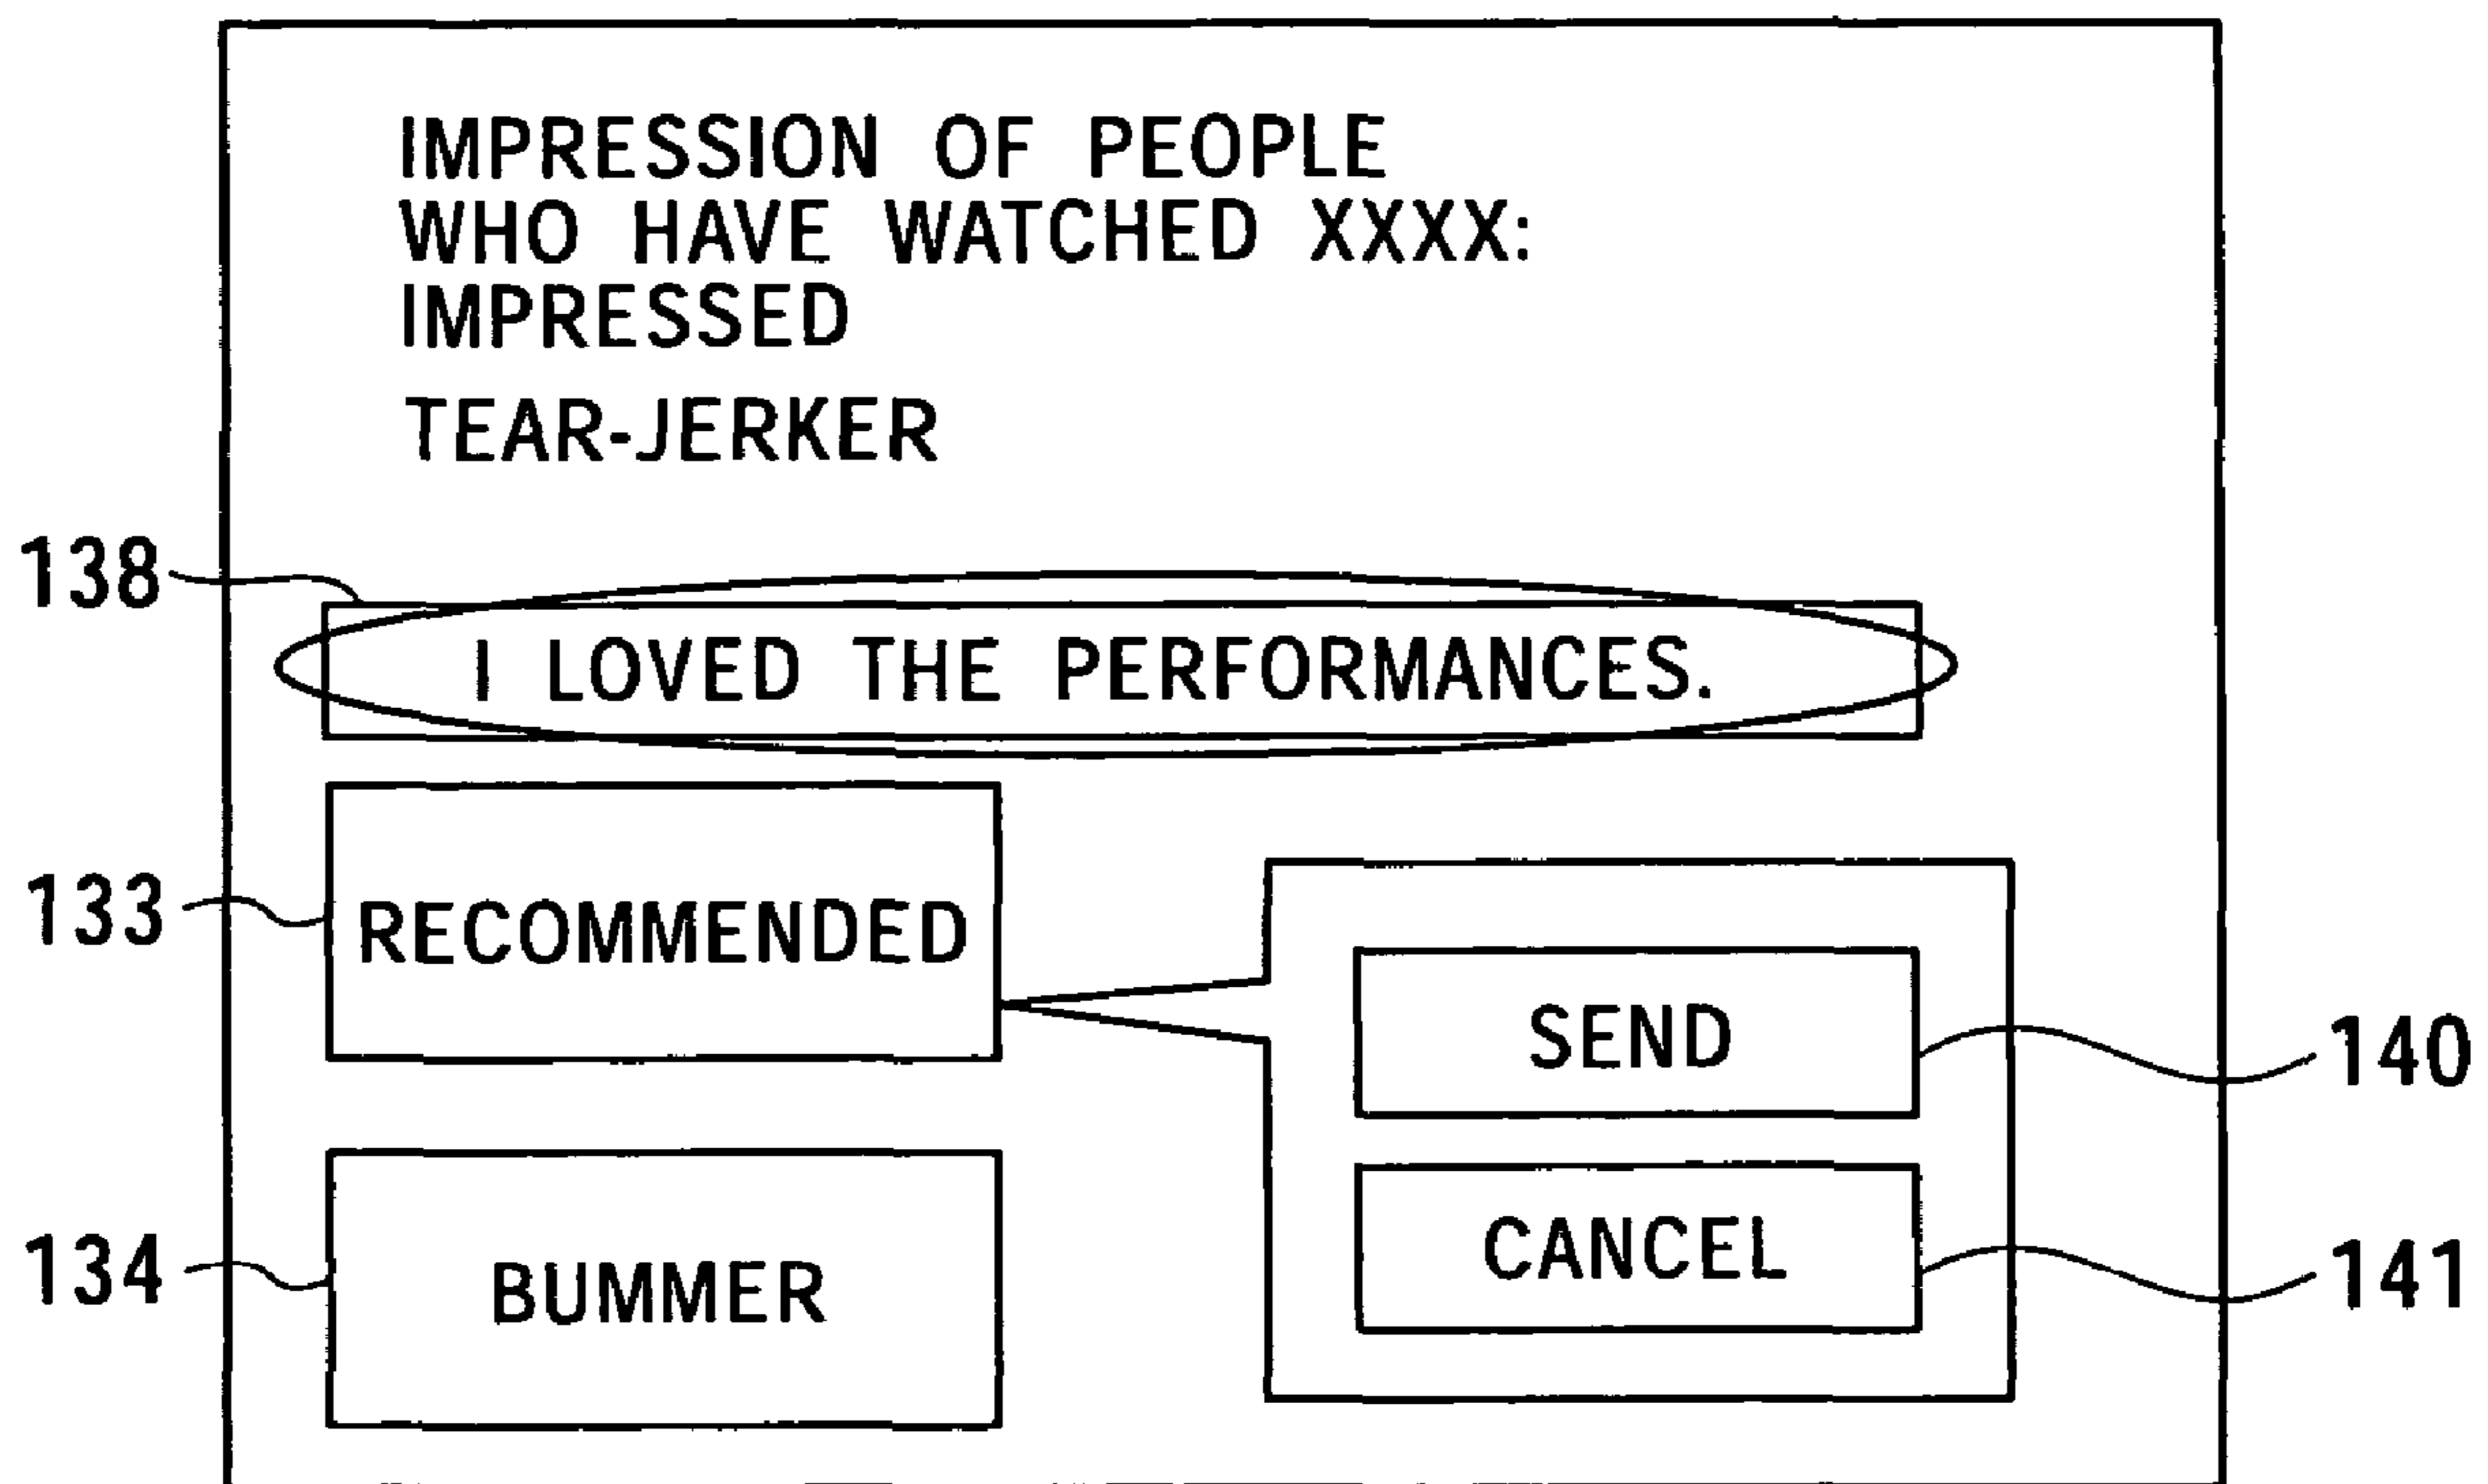 IMPRESSION OF PEOPLE
WHO HAVE WATCHED XXXX:
IMPRESSED
TEAR-JERKER
138
I LOVED THE PERFORMANCES.
133
RECOMMENDED
SEND
140
134
BUMMER
CANCEL
141